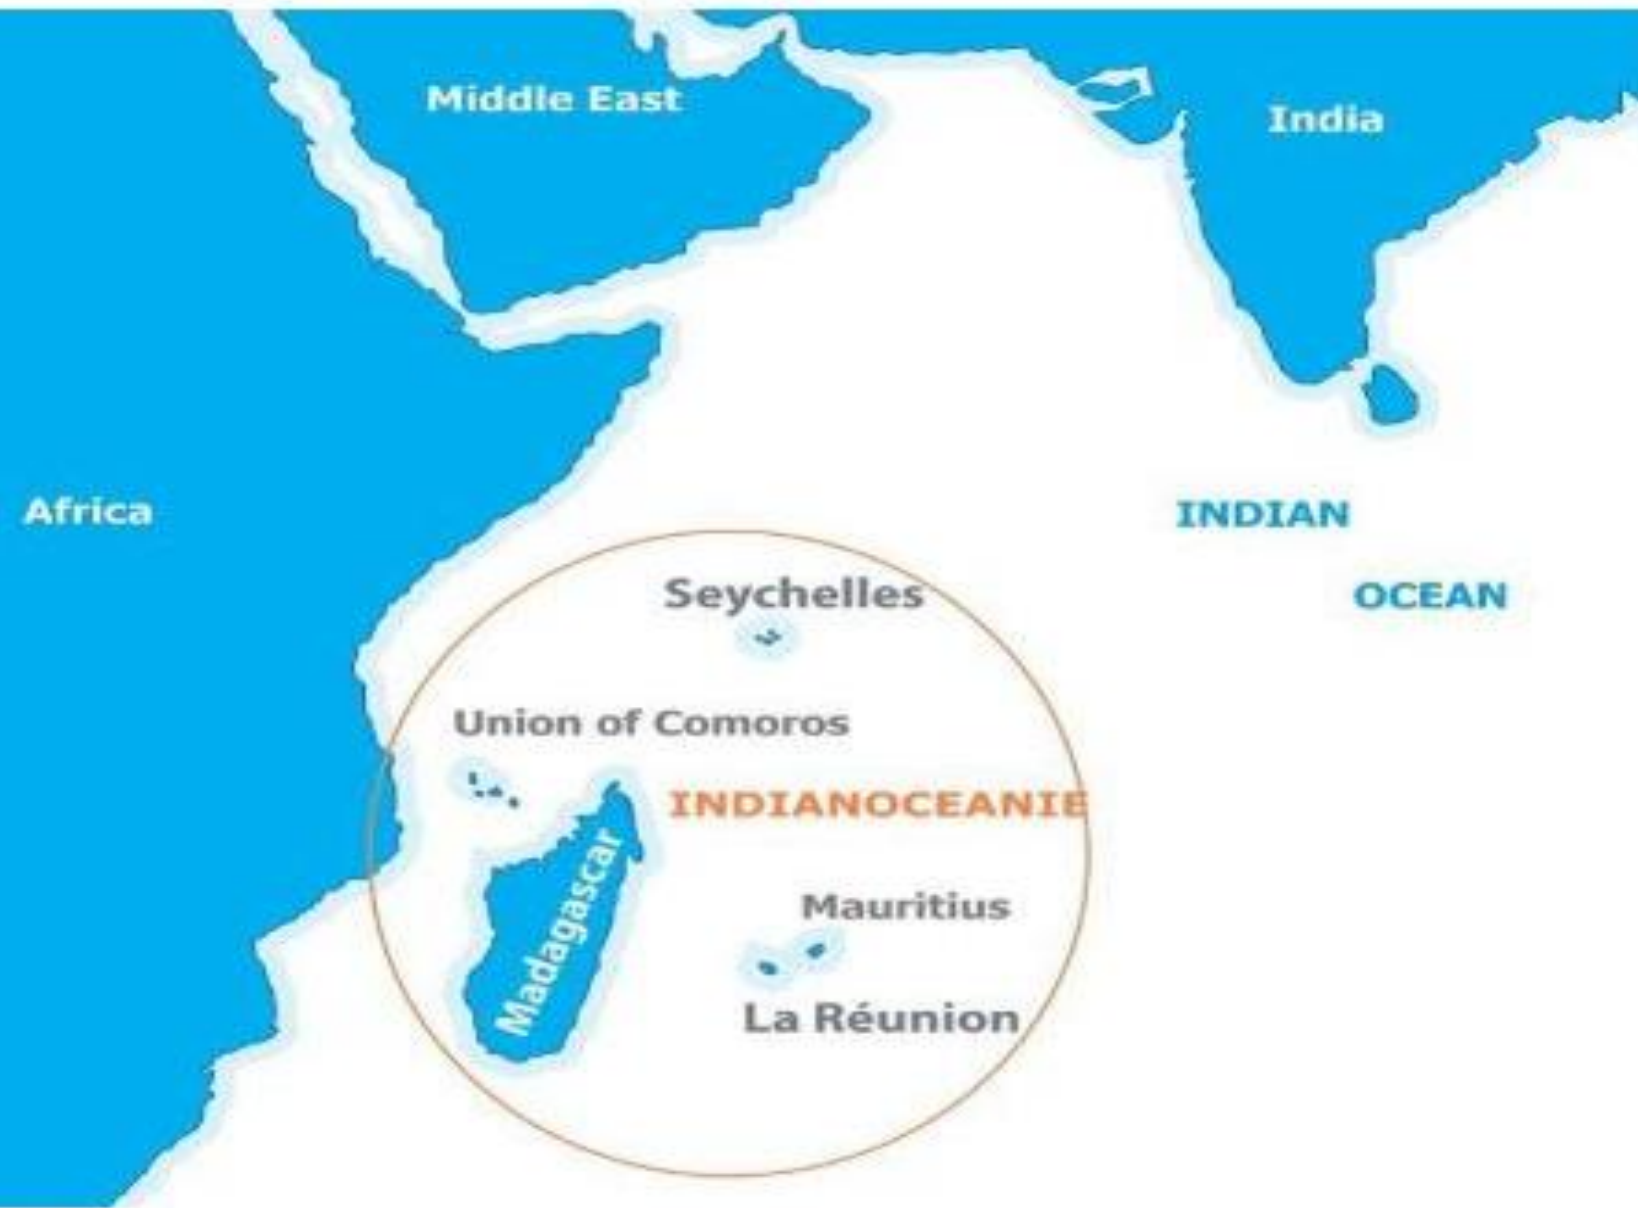 Middle East
India
Africa
INDIAN
OCEAN
Seychelles
Union of Comoros
INDIANOCEANIE
Madagascar
Mauritius
La Réunion